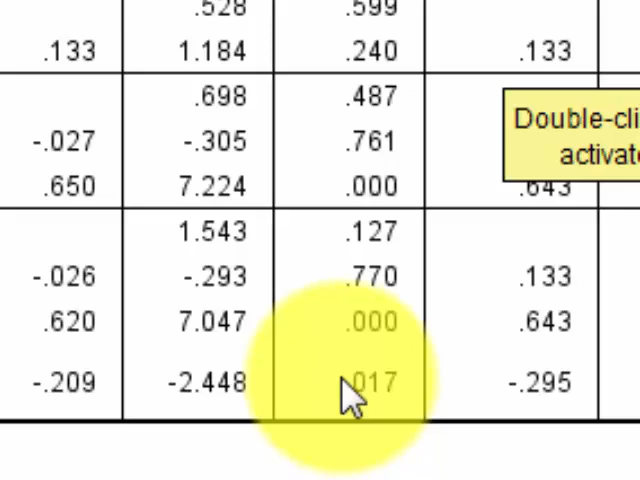 .528 .599
.133 1.184 .240 .133
.698 .487
-.027 -.305 .761
.650 7.224 .000 .643
Double-cli
activat
1.543 .127
-.026 -.293 .770 .133
.620 7.047 .000 .643
-.209 -2.448 .017 -.295